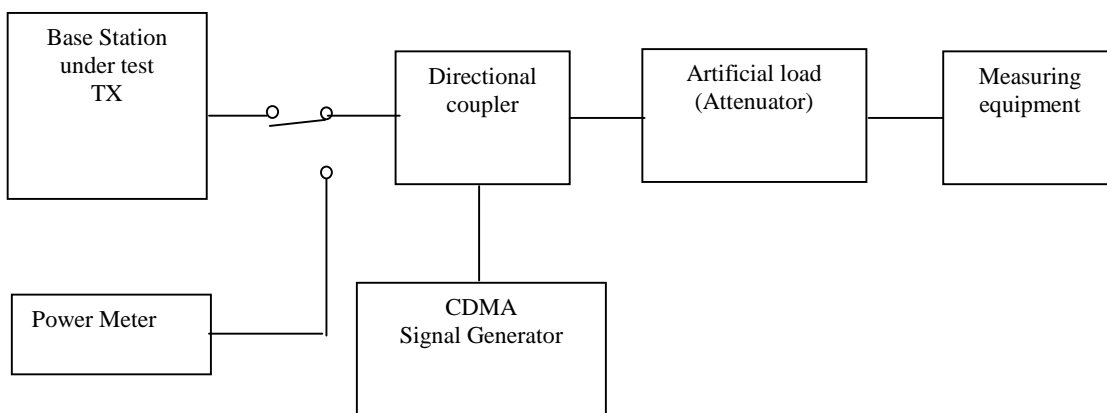 Base Station
under test
TX
Directional
coupler
Artificial load
(Attenuator)
Measuring
equipment
Power Meter
CDMA
Signal Generator